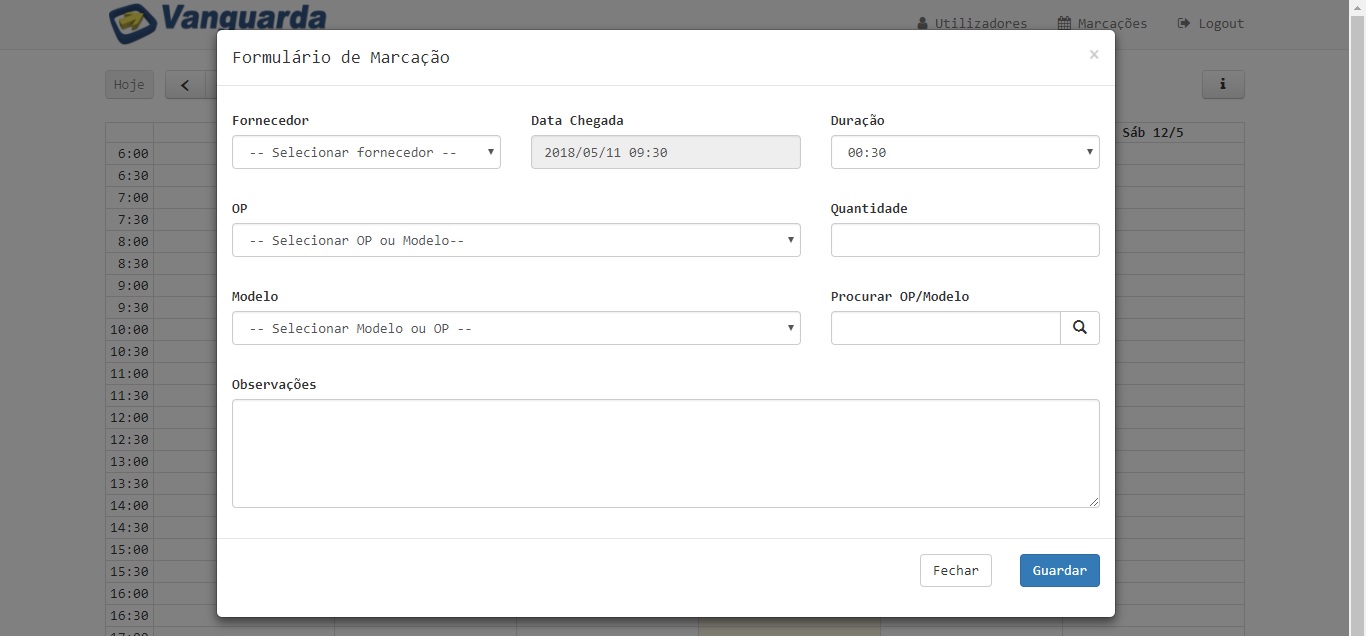 Vanguarda
Utilizadores Marcações Logout
Formulário de Marcação ×
Hoje
Fornecedor Data Chegada Duração
-- Selecionar fornecedor -- 2018/05/11 09:30 00:30
OP Quantidade
-- Selecionar OP ou Modelo--
Modelo Procurar OP/Modelo
-- Selecionar Modelo ou OP --
Observações
Fechar Guardar
Sáb 12/5
6:00
6:30
7:00
7:30
8:00
8:30
9:00
9:30
10:00
10:30
11:00
11:30
12:00
12:30
13:00
13:30
14:00
14:30
15:00
15:30
16:00
16:30
17:00